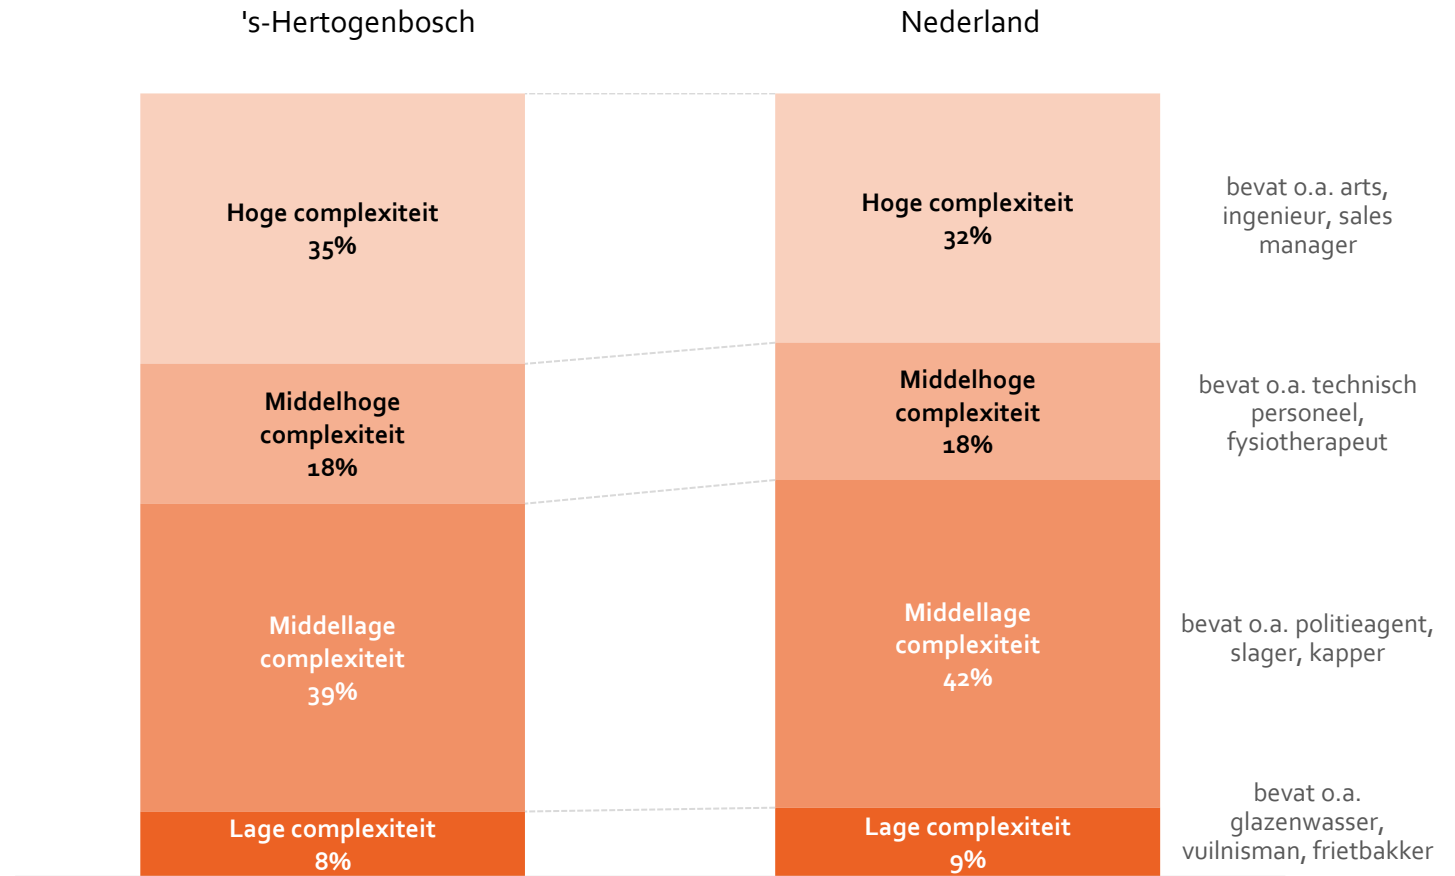 's-Hertogenbosch
Nederland
Hoge complexiteit
35%
Middelhoge
complexiteit
18%
Middellage
complexiteit
39%
Lage complexiteit
8%
Hoge complexiteit
32%
Middelhoge
complexiteit
18%
Middellage
complexiteit
42%
Lage complexiteit
9%
bevat o.a. arts,
ingenieur, sales
manager
bevat o.a. technisch
personeel,
fysiotherapeut
bevat o.a. politieagent,
slager, kapper
bevat o.a.
glazenwasser,
vuilnisman, frietbakker